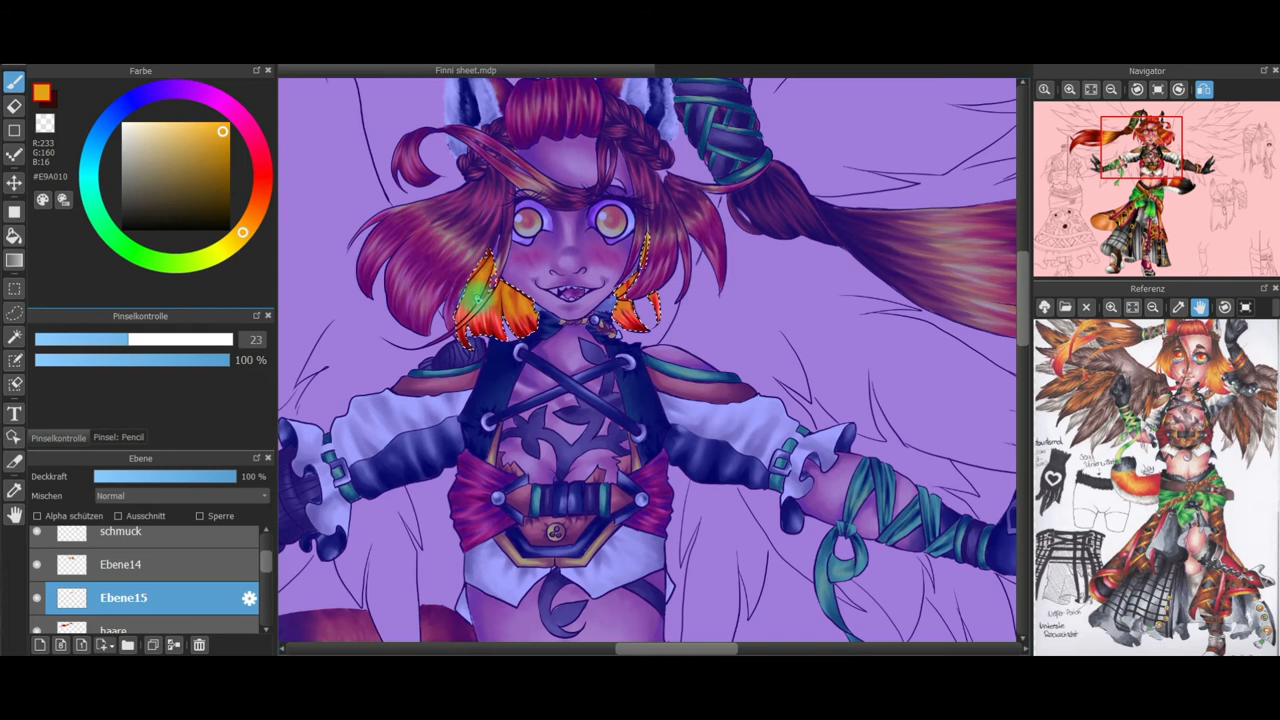 Farbe
Finni sheet.mdp
Navigator
R:233
G:160
B:16
#E9A010
Referenz
Pinselkontrolle
23
100 %
Pinselkontrolle
Pinsel: Pencil
Ebene
Deckkraft
100 %
Mischen
Normal
Alpha schützen
Ausschnitt
Sperre
schmuck
Ebene14
Ebene15
haare
T